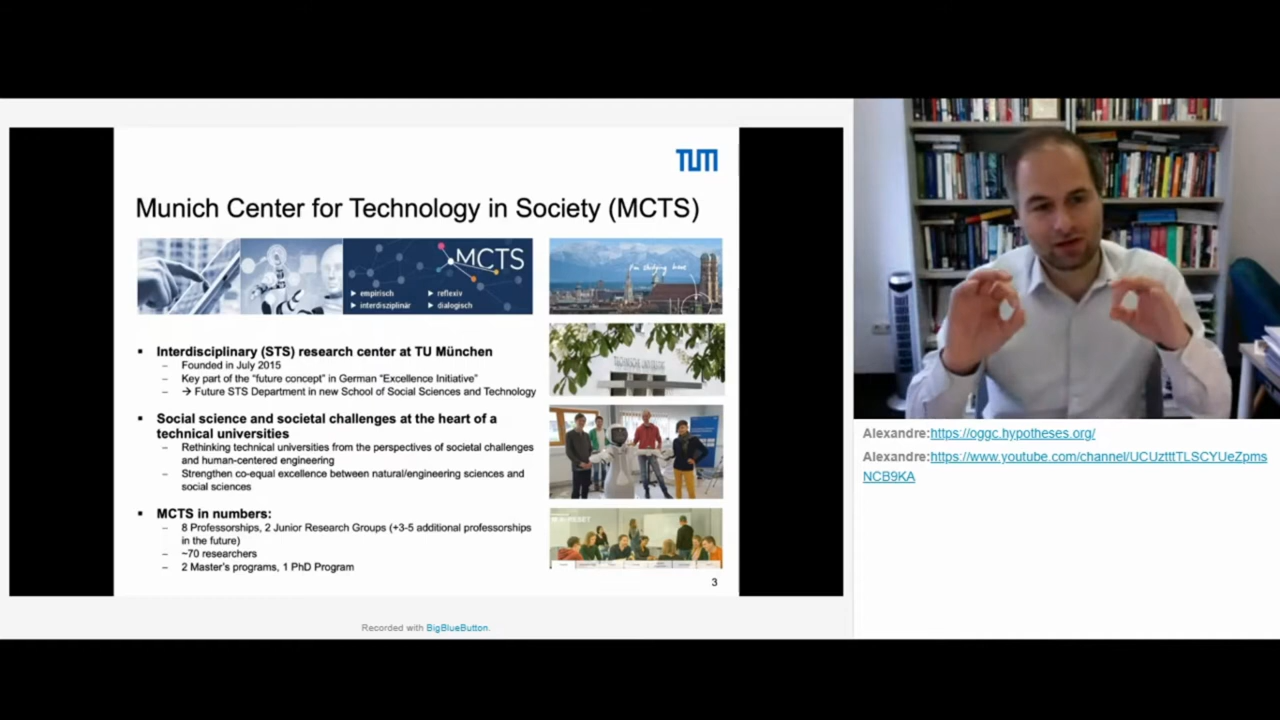 TUM
Munich Center for Technology in Society (MCTS)
MCTS
▸ empirisch
▸ reflexiv
▸ interdisziplinär
▸ dialogisch
I'm studying here
TECHNISCHE UNIVERSITÄT
▪ Interdisciplinary (STS) research center at TU München
– Founded in July 2015
– Key part of the “future concept” in German “Excellence Initiative”
– → Future STS Department in new School of Social Sciences and Technology
▪ Social science and societal challenges at the heart of a
technical universities
– Rethinking technical universities from the perspectives of societal challenges
and human-centered engineering
– Strengthen co-equal excellence between natural/engineering sciences and
social sciences
▪ MCTS in numbers:
– 8 Professorships, 2 Junior Research Groups (+3-5 additional professorships
in the future)
– ~70 researchers
– 2 Master's programs, 1 PhD Program
3
Recorded with BigBlueButton.
Alexandre:https://oggc.hypotheses.org/
Alexandre:https://www.youtube.com/channel/UCUztttTLSCYUeZpms
NCB9KA